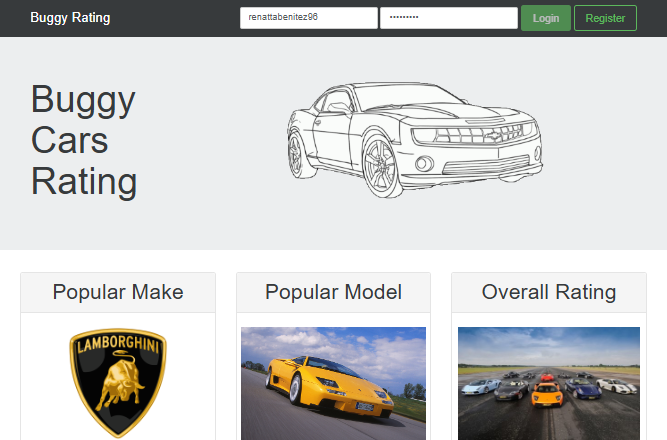 Buggy Rating
renattabenitez96
•••••••••
Login
Register
Buggy
Cars
Rating
Popular Make
Popular Model
Overall Rating
LAMBORGHINI